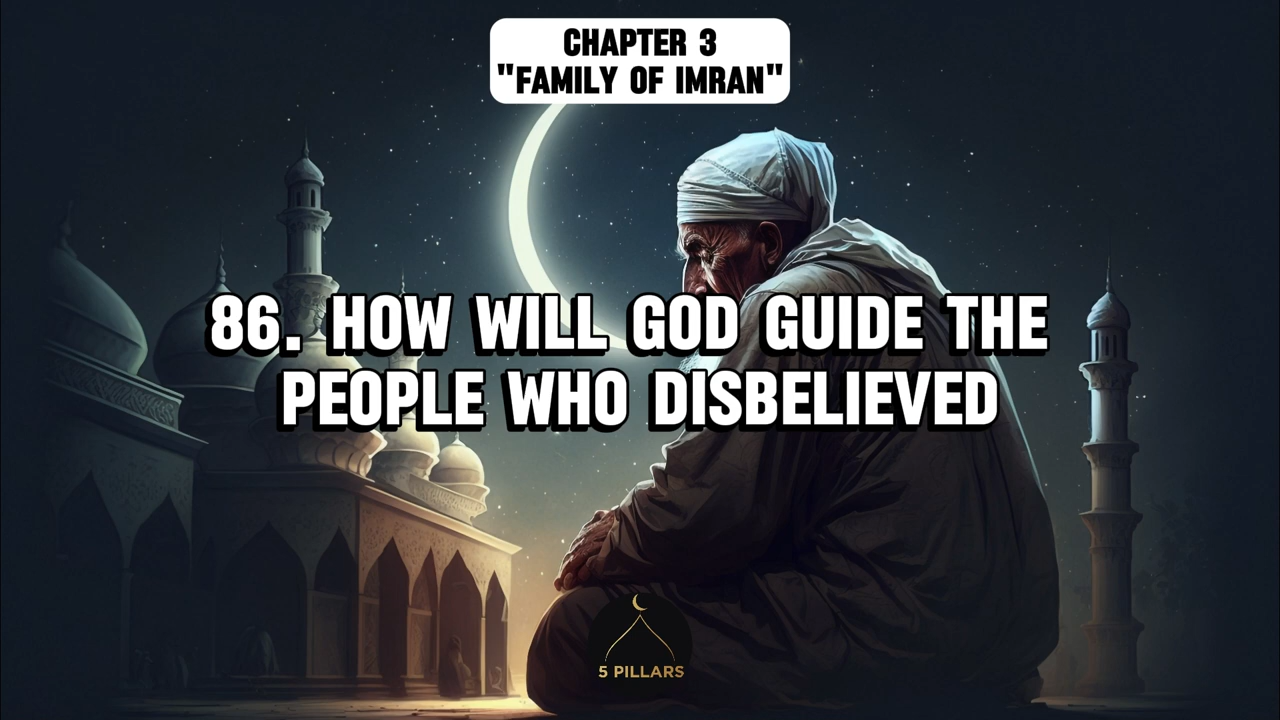 CHAPTER 3
"FAMILY OF IMRAN"
86. HOW WILL GOD GUIDE THE
PEOPLE WHO DISBELIEVED
5 PILLARS